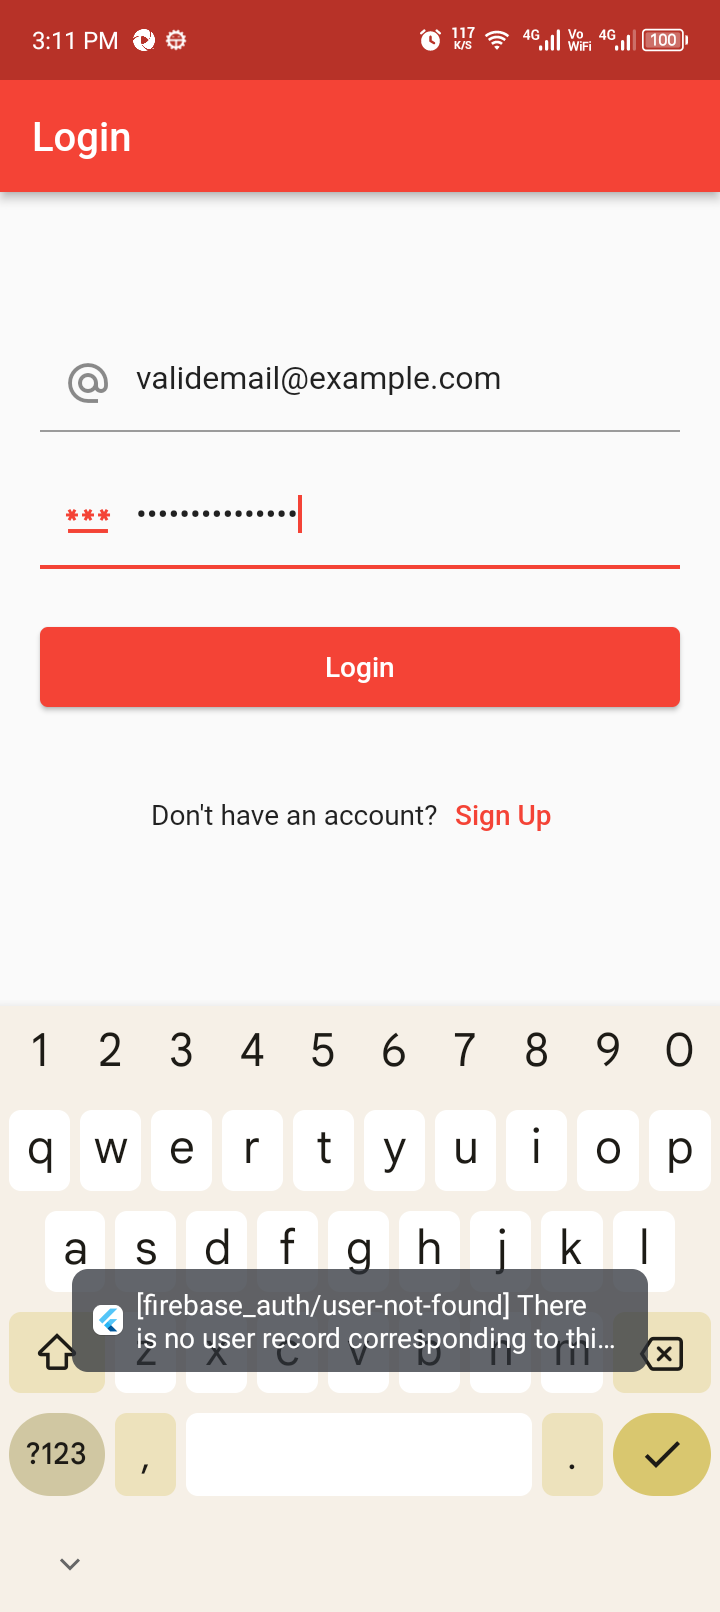 3:11 PM 117 K/S 4G Vo WiFi 4G 100
Login
validemail@example.com
***
•••••••••••••••
Login
Don't have an account? Sign Up
1 2 3 4 5 6 7 8 9 0
q w e r t y u i o p
a s d f g h j k l
[firebase_auth/user-not-found] There
is no user record corresponding to thi...
z x c v b n m
?123 , .